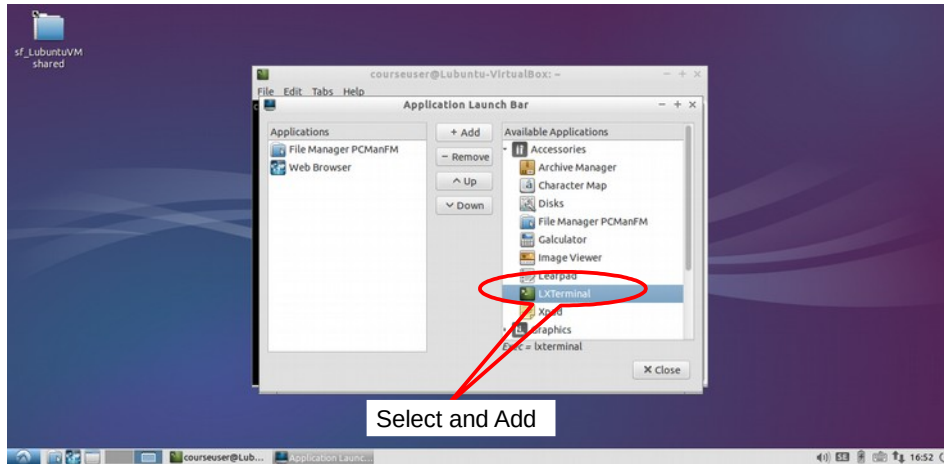 sf_LubuntuVM
shared
courseuser@Lubuntu-VirtualBox: ~
File Edit Tabs Help
Application Launch Bar
Applications
File Manager PCManFM
Web Browser
+ Add
− Remove
^ Up
v Down
Available Applications
Accessories
Archive Manager
Character Map
Disks
File Manager PCManFM
Galculator
Image Viewer
Leafpad
LXTerminal
Xpad
Graphics
Exec = lxterminal
X Close
Select and Add
courseuser@Lub...
Application Launc...
SE
16:52